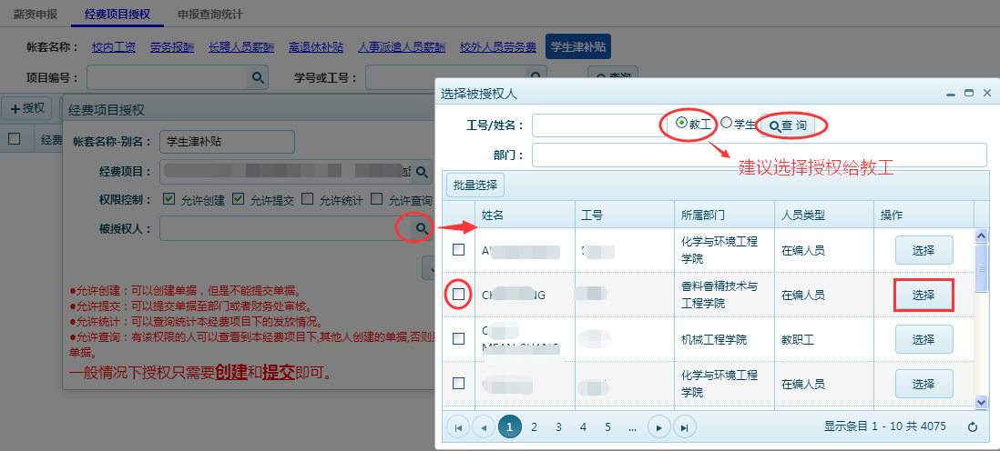 薪资申报 经费项目授权 申报查询统计
帐套名称： 校内工资 劳务报酬 长聘人员薪酬 离退休补贴 人事派遣人员薪酬 校外人员劳务费 学生津补贴
项目编号： 学号或工号： 查询
授权
经费
经费项目授权
帐套名称-别名： 学生津补贴
经费项目：
权限控制： 允许创建 允许提交 允许统计 允许查询
被授权人：
●允许创建：可以创建单据，但是不能提交单据。
●允许提交：可以提交单据至部门或者财务处审核。
●允许统计：可以查询统计本经费项目下的发放情况。
●允许查询：有该权限的人可以查看到本经费项目下,其他人创建的单据,否则
单据。
一般情况下授权只需要创建和提交即可。
选择被授权人
工号/姓名： 教工 学生 查 询
部门：
建议选择授权给教工
批量选择
姓名 工号 所属部门 人员类型 操作
化学与环境工程
学院
在编人员 选择
香料香精技术与
工程学院
在编人员 选择
机械工程学院 教职工 选择
化学与环境工程
学院
在编人员 选择
1 2 3 4 5 ... 显示条目 1 - 10 共 4075